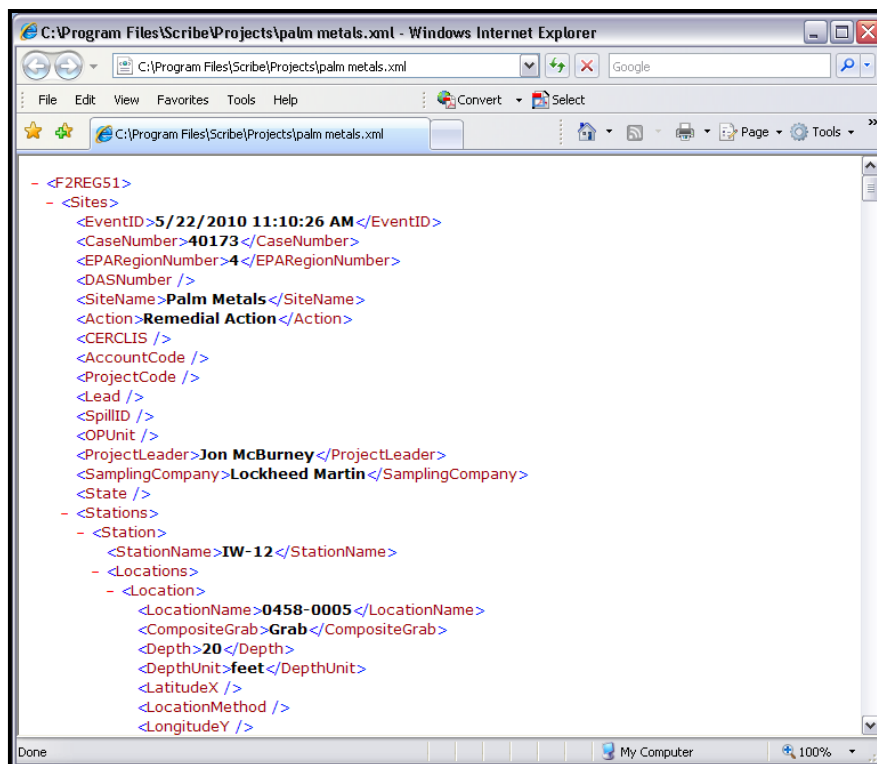 C:\Program Files\Scribe\Projects\palm metals.xml - Windows Internet Explorer
C:\Program Files\Scribe\Projects\palm metals.xml Google
File Edit View Favorites Tools Help Convert Select
C:\Program Files\Scribe\Projects\palm metals.xml Page Tools »
- <F2REG51>
- <Sites>
<EventID>5/22/2010 11:10:26 AM</EventID>
<CaseNumber>40173</CaseNumber>
<EPARegionNumber>4</EPARegionNumber>
<DASNumber />
<SiteName>Palm Metals</SiteName>
<Action>Remedial Action</Action>
<CERCLIS />
<AccountCode />
<ProjectCode />
<Lead />
<SpillID />
<OPUnit />
<ProjectLeader>Jon McBurney</ProjectLeader>
<SamplingCompany>Lockheed Martin</SamplingCompany>
<State />
- <Stations>
- <Station>
<StationName>IW-12</StationName>
- <Locations>
- <Location>
<LocationName>0458-0005</LocationName>
<CompositeGrab>Grab</CompositeGrab>
<Depth>20</Depth>
<DepthUnit>feet</DepthUnit>
<LatitudeX />
<LocationMethod />
<LongitudeY />
Done My Computer 100%